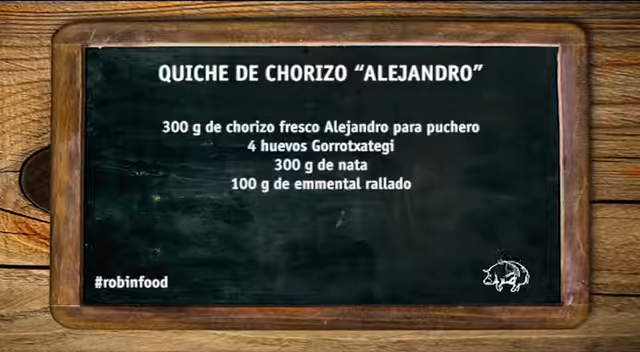 QUICHE DE CHORIZO “ALEJANDRO”
300 g de chorizo fresco Alejandro para puchero
4 huevos Gorrotxategi
300 g de nata
100 g de emmental rallado
#robinfood